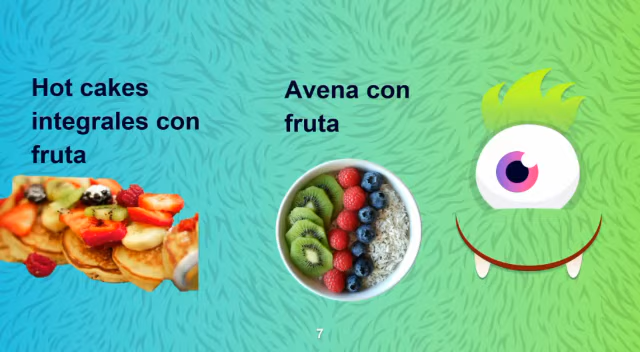 Hot cakes
integrales con
fruta
Avena con
fruta
7